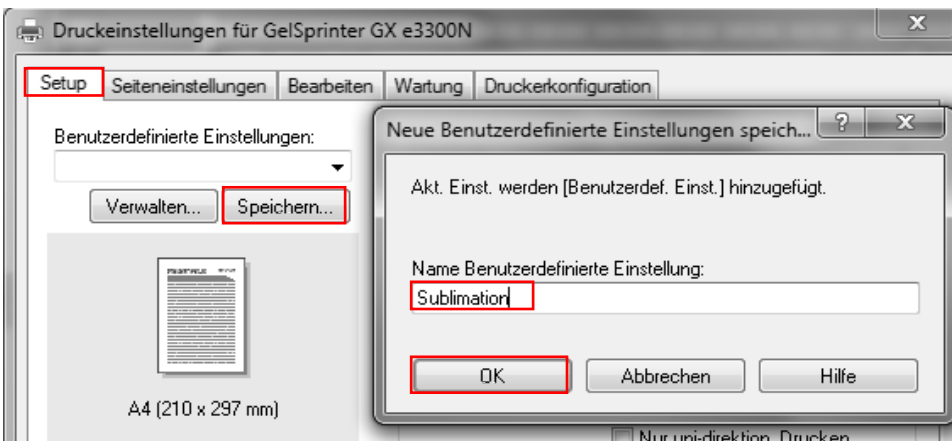 Druckeinstellungen für GelSprinter GX e3300N
Setup Seiteneinstellungen Bearbeiten Wartung Druckerkonfiguration
Benutzerdefinierte Einstellungen:
Verwalten... Speichern...
A4 (210 x 297 mm)
Neue Benutzerdefinierte Einstellungen speich...
Akt. Einst. werden [Benutzerdef. Einst.] hinzugefügt.
Name Benutzerdefinierte Einstellung:
Sublimation
OK Abbrechen Hilfe
Nur uni-direktion. Drucken